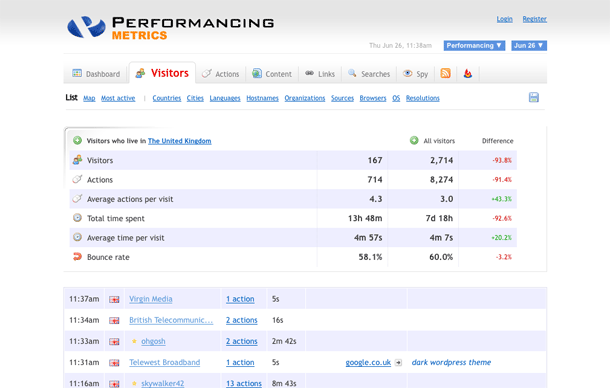 PERFORMANCING
METRICS
Login Register
Thu Jun 26, 11:38am Performancing ▼ Jun 26 ▼
Dashboard Visitors Actions Content Links Searches Spy
List Map Most active | Countries Cities Languages Hostnames Organizations Sources Browsers OS Resolutions
Visitors who live in The United Kingdom All visitors Difference
Visitors 167 2,714 -93.8%
Actions 714 8,274 -91.4%
Average actions per visit 4.3 3.0 +43.3%
Total time spent 13h 48m 7d 18h -92.6%
Average time per visit 4m 57s 4m 7s +20.2%
Bounce rate 58.1% 60.0% -3.2%
11:37am Virgin Media 1 action 5s
11:34am British Telecommunic... 2 actions 16s
11:33am ohgosh 2 actions 2m 42s
11:31am Telewest Broadband 1 action 5s google.co.uk dark wordpress theme
11:16am skywalker42 13 actions 8m 43s